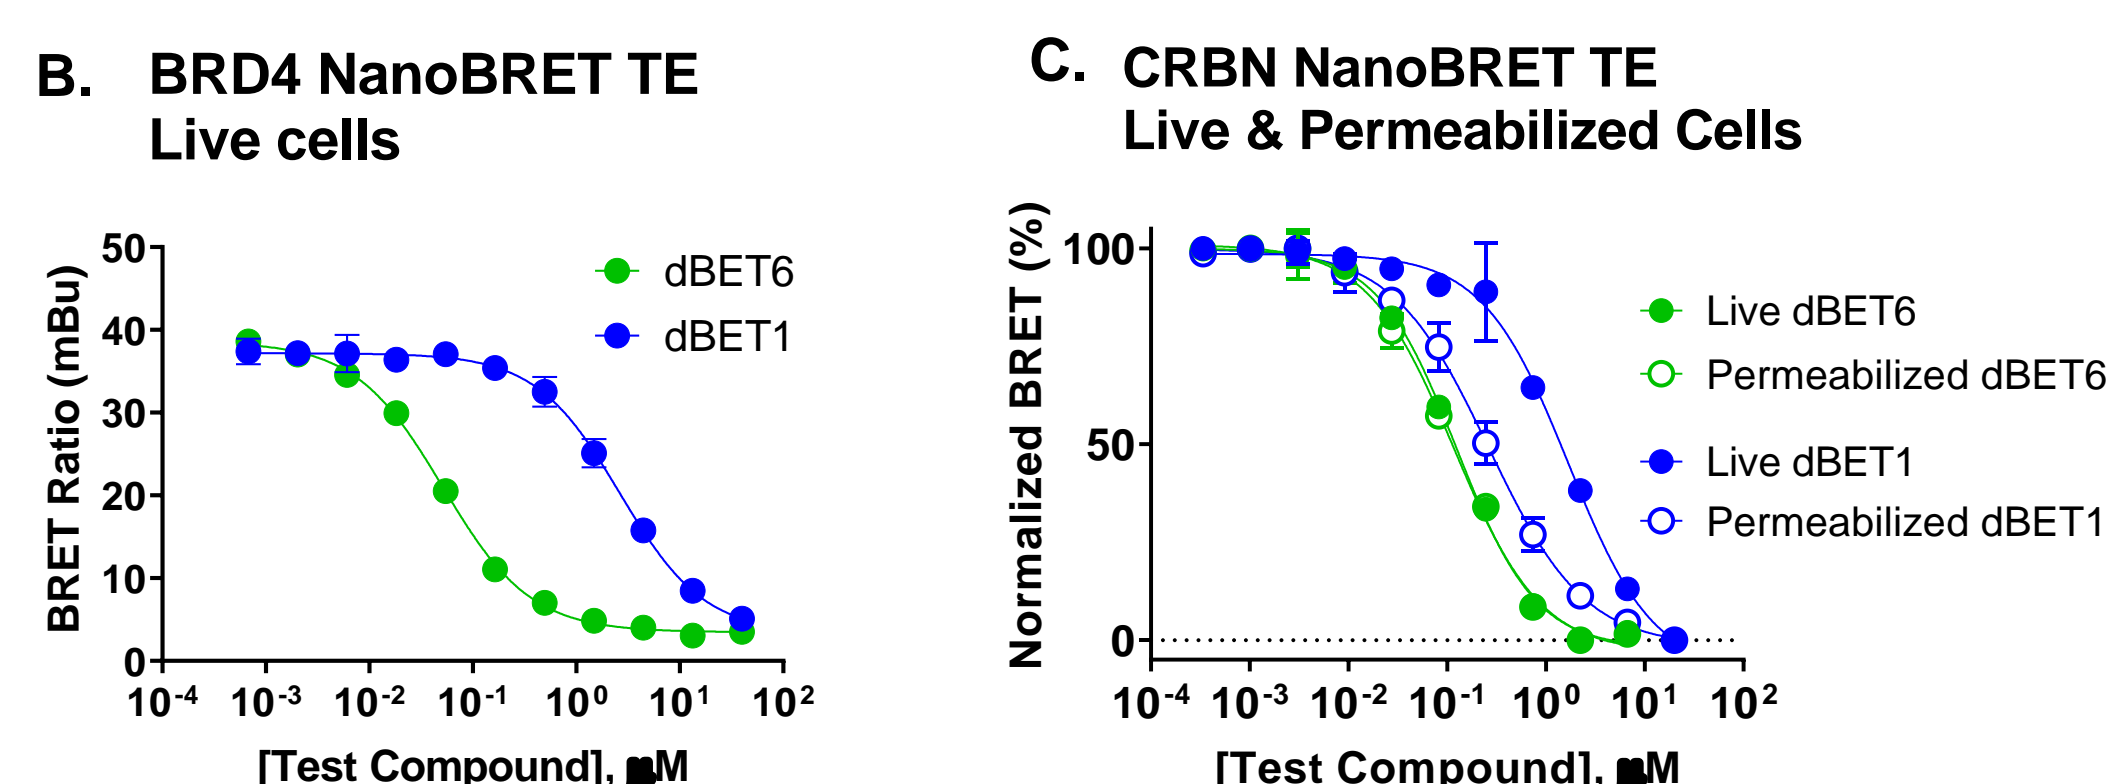 B. BRD4 NanoBRET TE
Live cells
BRET Ratio (mBu)
50
40
30
20
10
0
10-4 10-3 10-2 10-1 100 101 102
[Test Compound], µM
dBET6
dBET1
C. CRBN NanoBRET TE
Live & Permeabilized Cells
Normalized BRET (%)
100
50
0
10-4 10-3 10-2 10-1 100 101 102
[Test Compound], µM
Live dBET6
Permeabilized dBET6
Live dBET1
Permeabilized dBET1